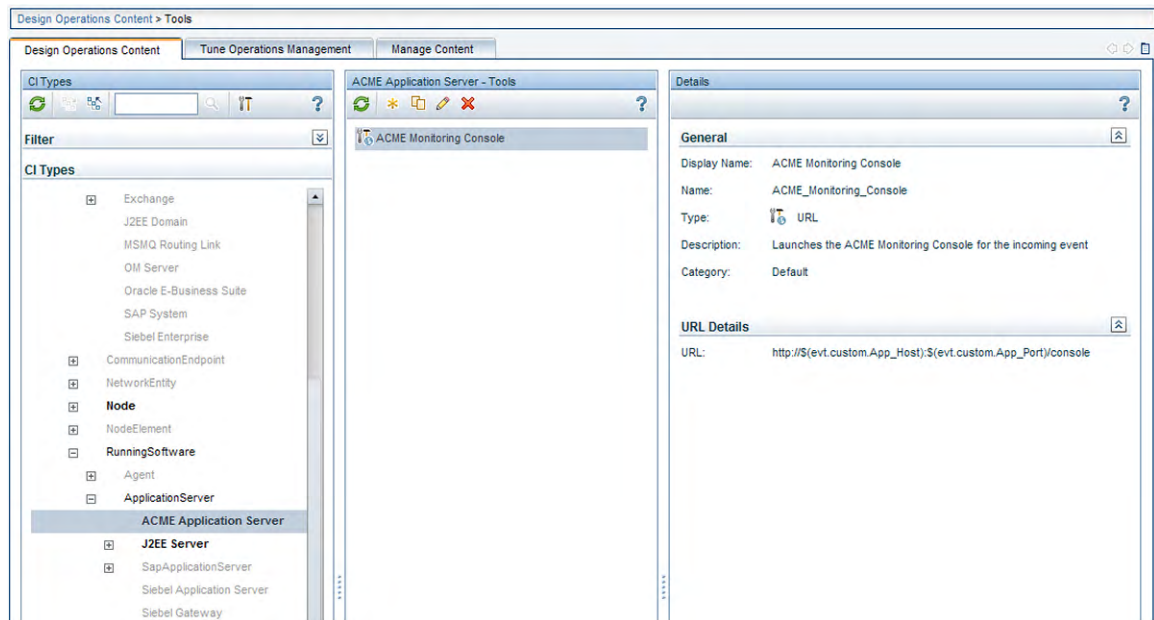 Design Operations Content > Tools
Design Operations Content
Tune Operations Management
Manage Content
CI Types
?
Filter
CI Types
Exchange
J2EE Domain
MSMQ Routing Link
OM Server
Oracle E-Business Suite
SAP System
Siebel Enterprise
CommunicationEndpoint
NetworkEntity
Node
NodeElement
RunningSoftware
Agent
ApplicationServer
ACME Application Server
J2EE Server
SapApplicationServer
Siebel Application Server
Siebel Gateway
ACME Application Server - Tools
?
ACME Monitoring Console
Details
?
General
Display Name: ACME Monitoring Console
Name: ACME_Monitoring_Console
Type: URL
Description: Launches the ACME Monitoring Console for the incoming event
Category: Default
URL Details
URL: http://$(evt.custom.App_Host):$(evt.custom.App_Port)/console